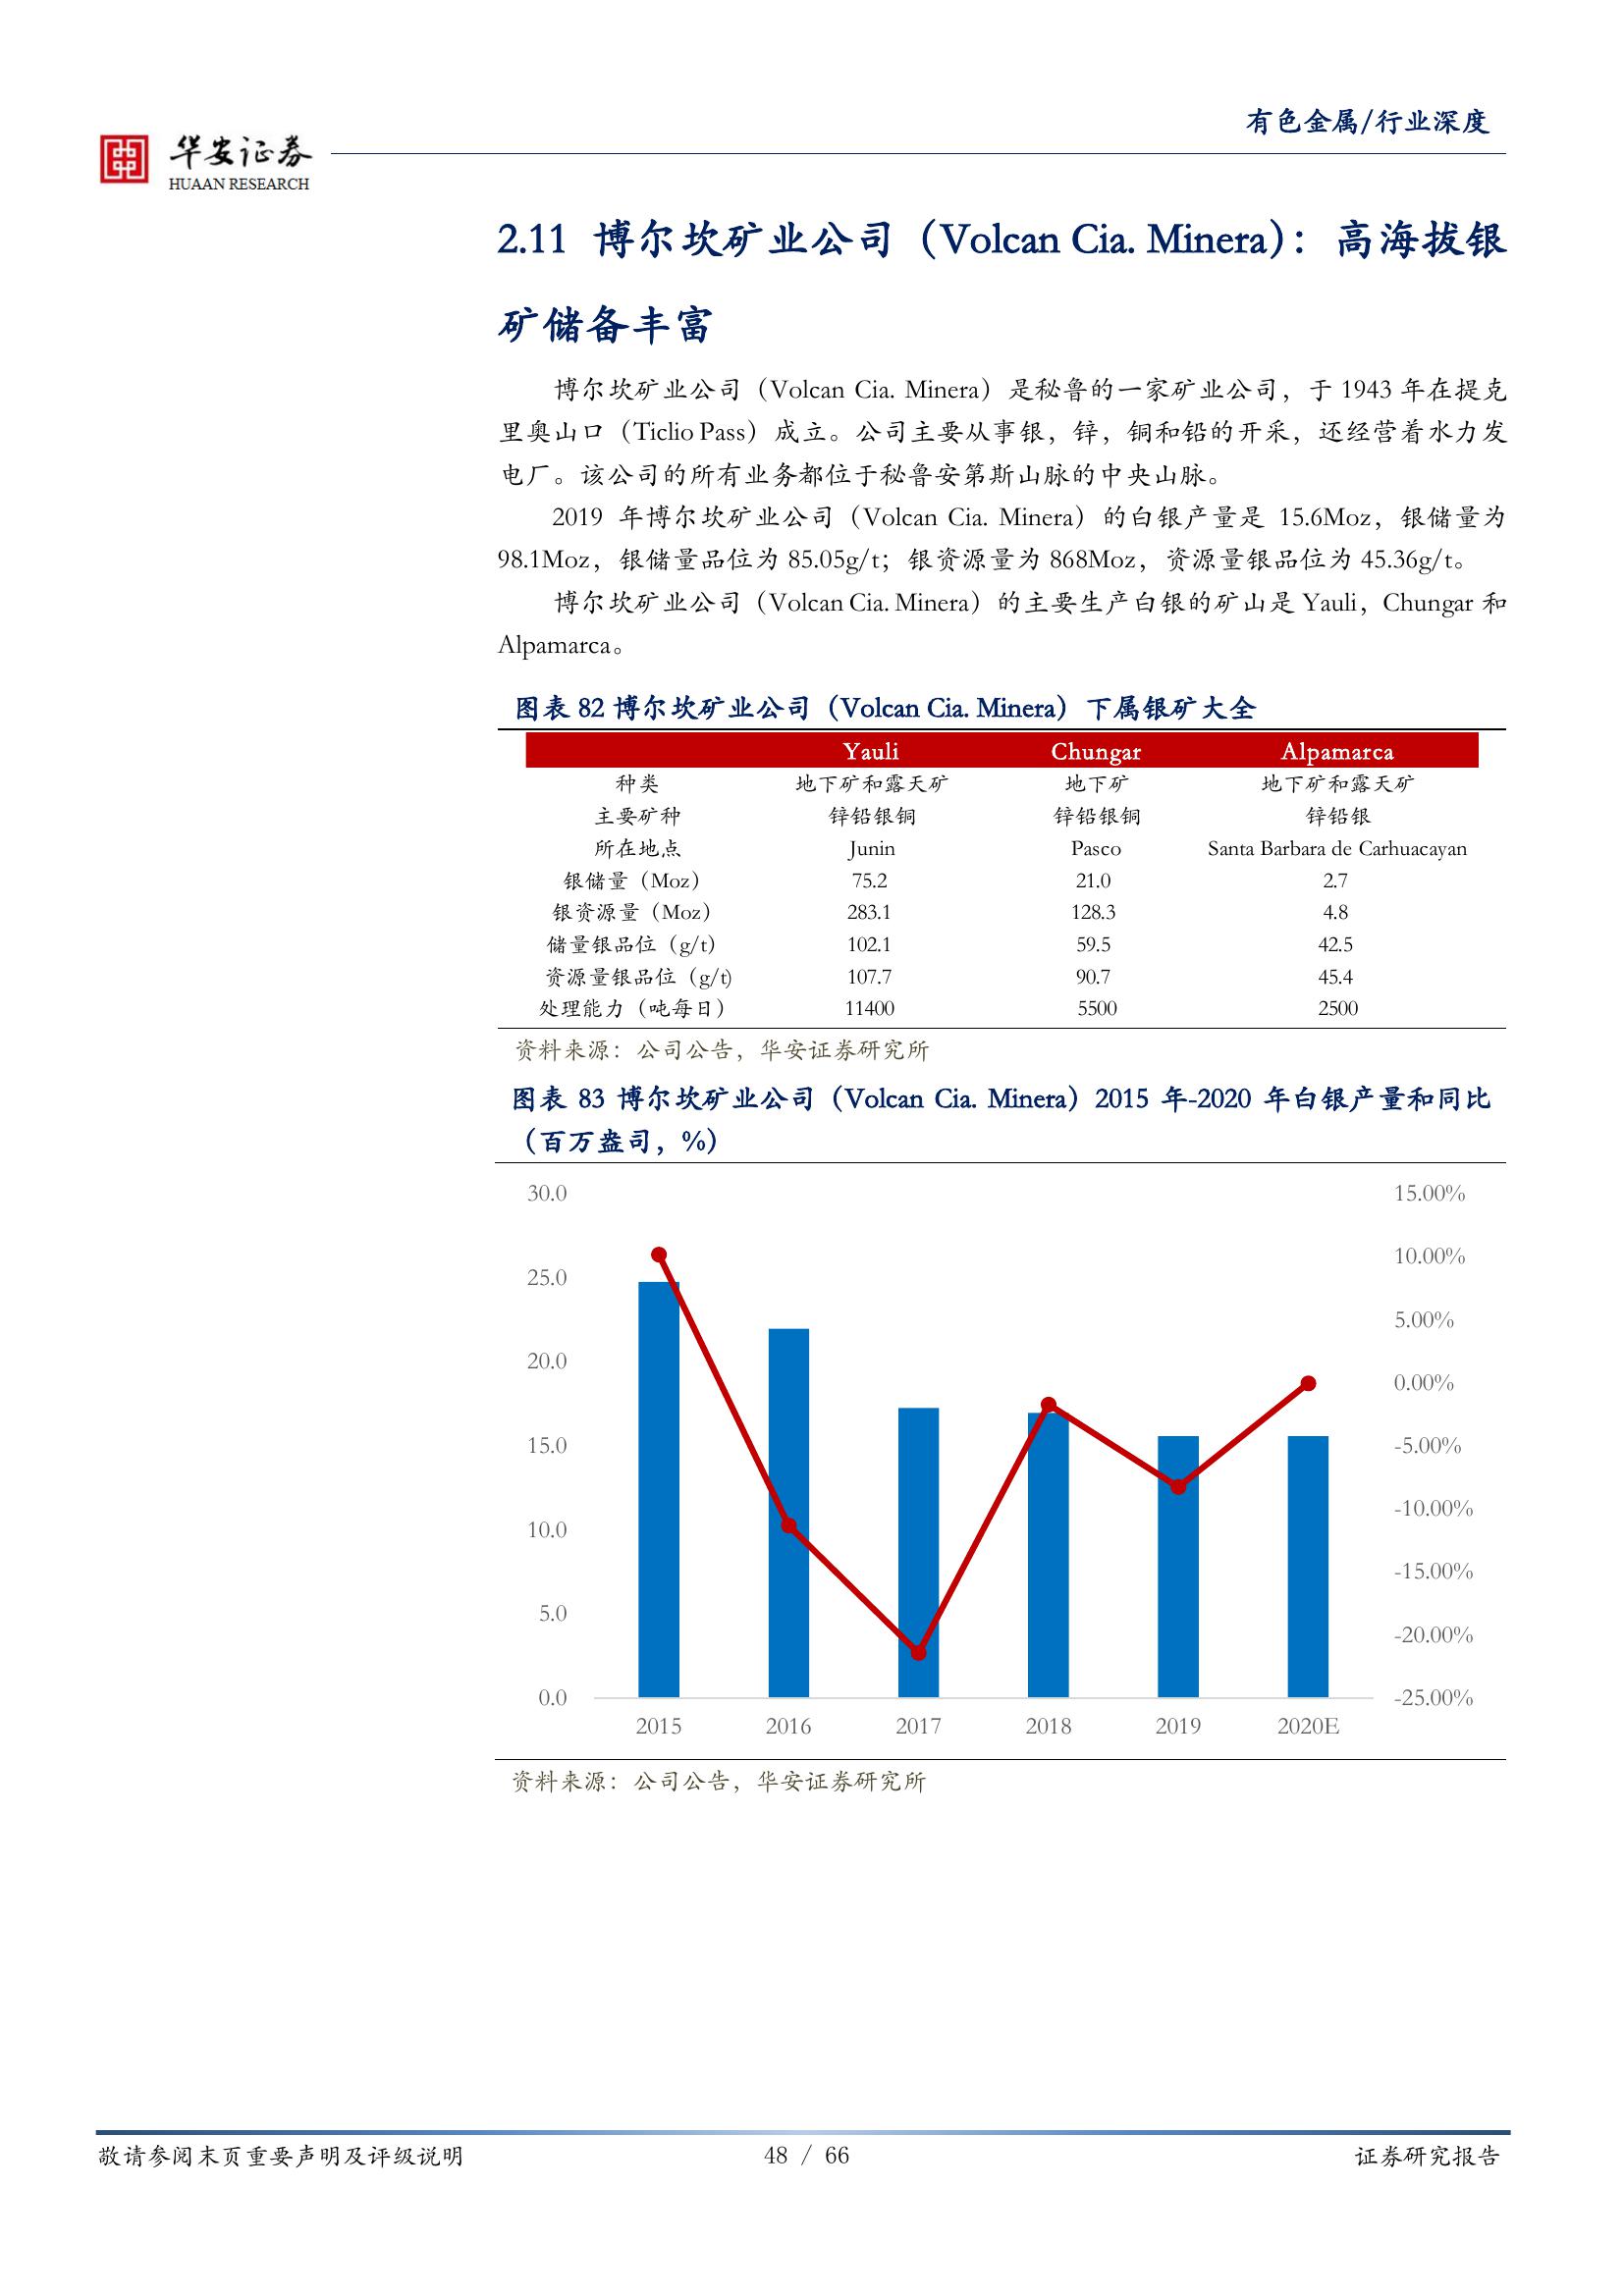 有色金属/行业深度
华安证券
HUAAN RESEARCH
2.11 博尔坎矿业公司（Volcan Cia. Minera）：高海拔银
矿储备丰富
博尔坎矿业公司（Volcan Cia. Minera）是秘鲁的一家矿业公司，于 1943 年在提克
里奥山口（Ticlio Pass）成立。公司主要从事银，锌，铜和铅的开采，还经营着水力发
电厂。该公司的所有业务都位于秘鲁安第斯山脉的中央山脉。
2019 年博尔坎矿业公司（Volcan Cia. Minera）的白银产量是 15.6Moz，银储量为
98.1Moz，银储量品位为 85.05g/t；银资源量为 868Moz，资源量银品位为 45.36g/t。
博尔坎矿业公司（Volcan Cia. Minera）的主要生产白银的矿山是 Yauli，Chungar 和
Alpamarca。
图表 82 博尔坎矿业公司（Volcan Cia. Minera）下属银矿大全
Yauli Chungar Alpamarca
种类 地下矿和露天矿 地下矿 地下矿和露天矿
主要矿种 锌铅银铜 锌铅银铜 锌铅银
所在地点 Junin Pasco Santa Barbara de Carhuacayan
银储量（Moz） 75.2 21.0 2.7
银资源量（Moz） 283.1 128.3 4.8
储量银品位（g/t) 102.1 59.5 42.5
资源量银品位（g/t) 107.7 90.7 45.4
处理能力（吨每日） 11400 5500 2500
资料来源：公司公告，华安证券研究所
图表 83 博尔坎矿业公司（Volcan Cia. Minera）2015 年-2020 年白银产量和同比
（百万盎司，%）
30.0 15.00%
25.0 10.00%
20.0 5.00%
15.0 0.00%
10.0 -5.00%
5.0 -10.00%
0.0 -15.00%
-20.00%
-25.00%
2015 2016 2017 2018 2019 2020E
资料来源：公司公告，华安证券研究所
敬请参阅末页重要声明及评级说明 48 / 66 证券研究报告